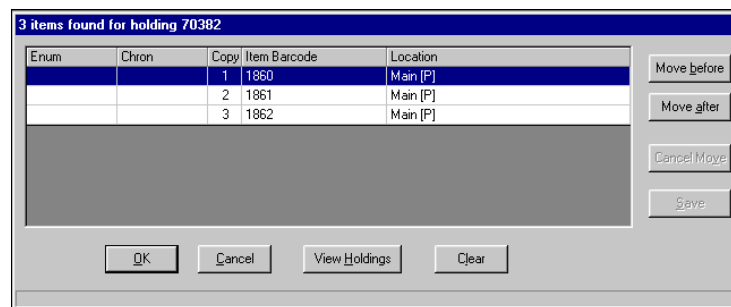 3 items found for holding 70382
Enum Chron Copy Item Barcode Location
1 1860 Main [P]
2 1861 Main [P]
3 1862 Main [P]
Move before
Move after
Cancel Move
Save
OK Cancel View Holdings Clear